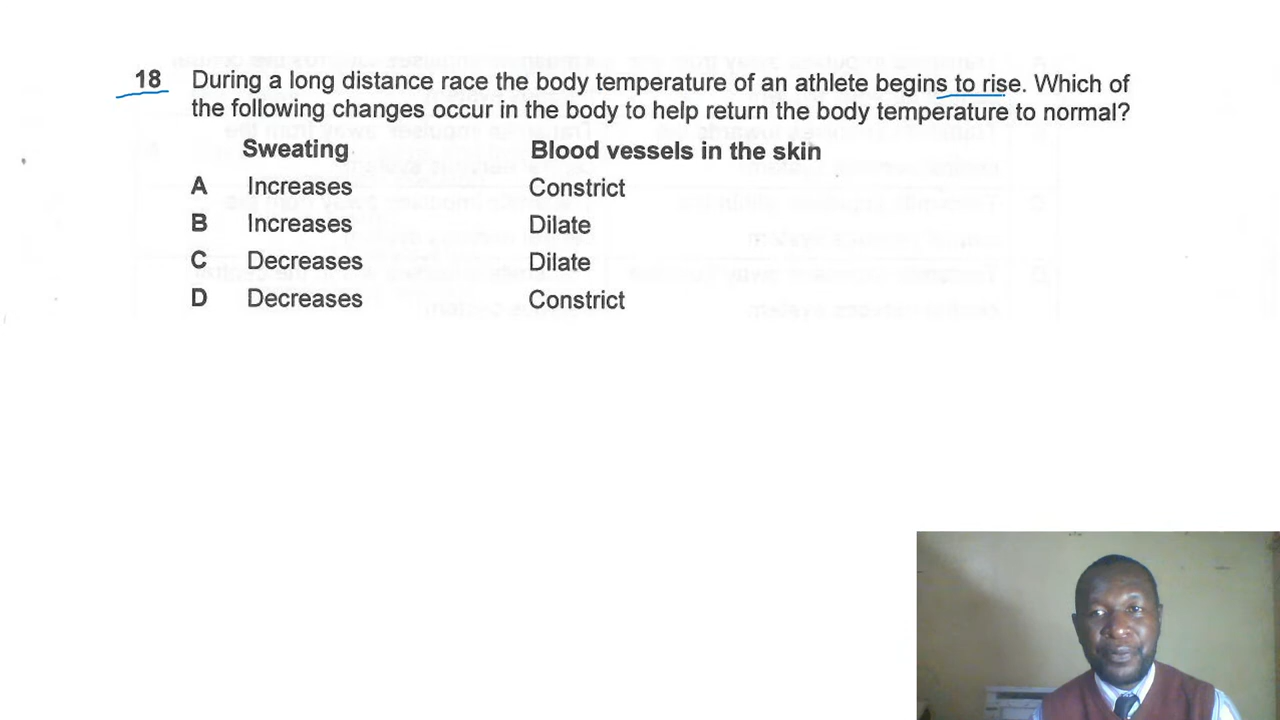 18 During a long distance race the body temperature of an athlete begins to rise. Which of
the following changes occur in the body to help return the body temperature to normal?
Sweating Blood vessels in the skin
A Increases Constrict
B Increases Dilate
C Decreases Dilate
D Decreases Constrict